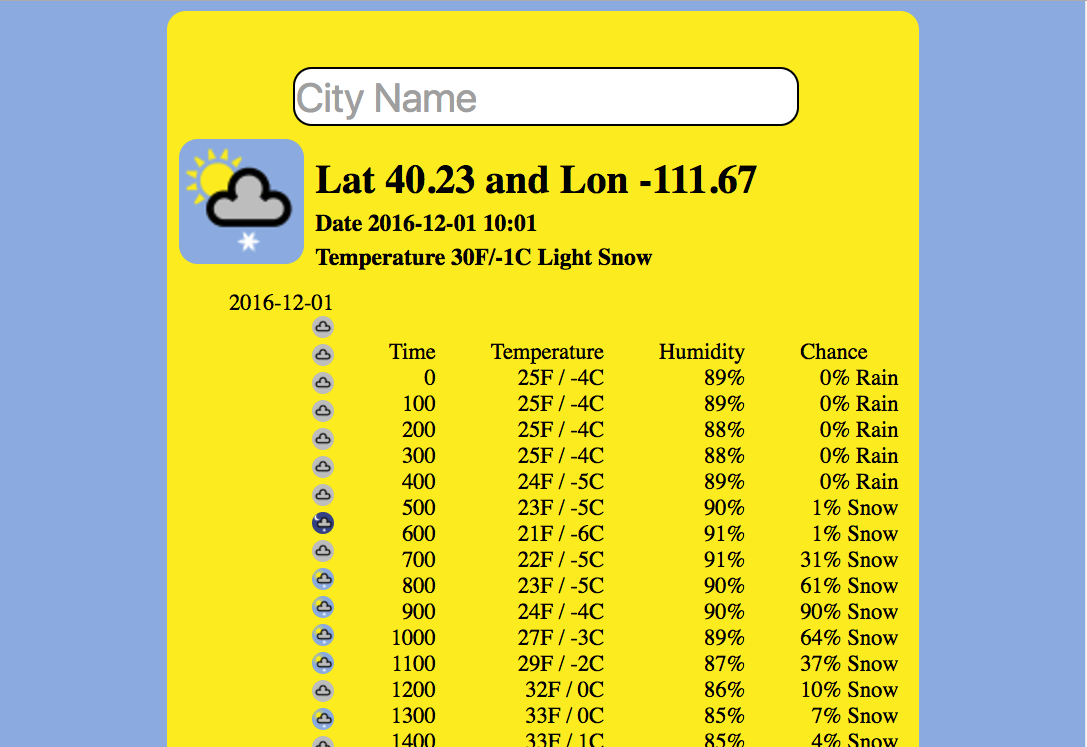 City Name
Lat 40.23 and Lon -111.67
Date 2016-12-01 10:01
Temperature 30F/-1C Light Snow
2016-12-01
Time Temperature Humidity Chance
0 25F / -4C 89% 0% Rain
100 25F / -4C 89% 0% Rain
200 25F / -4C 88% 0% Rain
300 25F / -4C 88% 0% Rain
400 24F / -5C 89% 0% Rain
500 23F / -5C 90% 1% Snow
600 21F / -6C 91% 1% Snow
700 22F / -5C 91% 31% Snow
800 23F / -5C 90% 61% Snow
900 24F / -4C 90% 90% Snow
1000 27F / -3C 89% 64% Snow
1100 29F / -2C 87% 37% Snow
1200 32F / 0C 86% 10% Snow
1300 33F / 0C 85% 7% Snow
1400 33F / 1C 85% 4% Snow